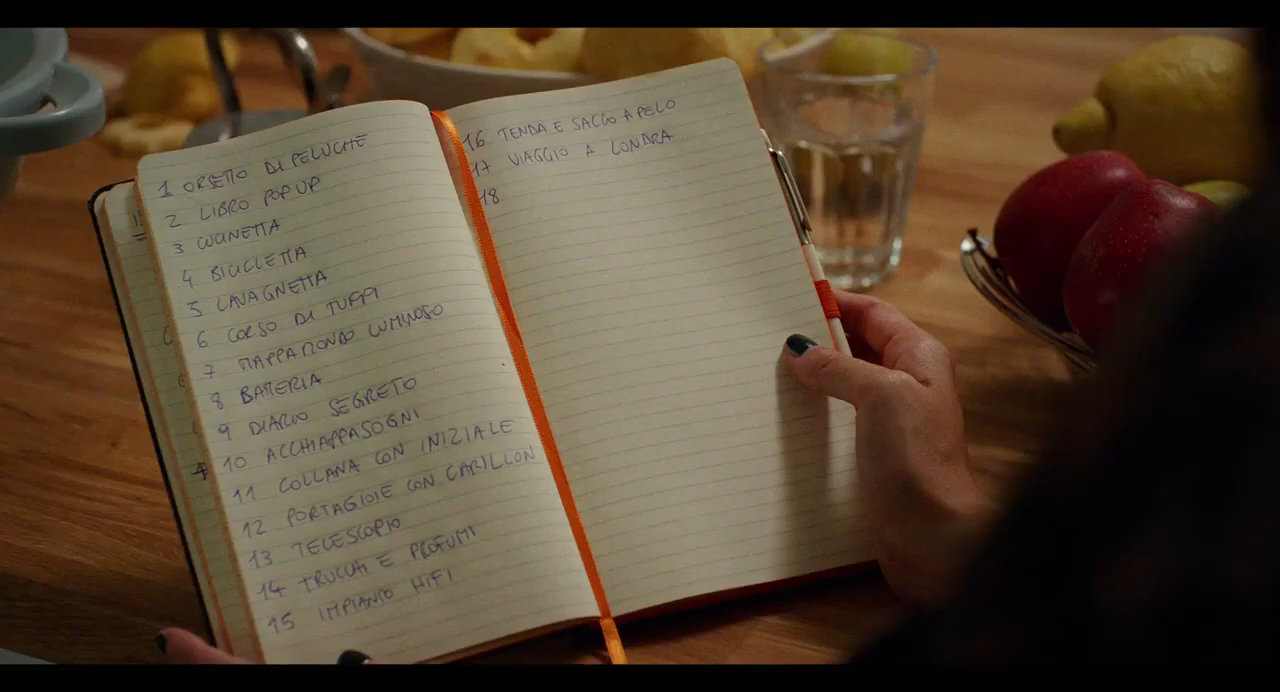 1 ORSETTO DI PELUCHE
2 LIBRO POP UP
3 CUCINETTA
4 BICICLETTA
5 LAVAGNETTA
6 CORSO DI TUFFI
7 MAPPAMONDO LUMINOSO
8 BATTERIA
9 DIARIO SEGRETO
10 ACCHIAPPASOGNI
11 COLLANA CON INIZIALE
12 PORTAGIOIE CON CARILLON
13 TELESCOPIO
14 TRUCCHI E PROFUMI
15 IMPIANTO HIFI
16 TENDA E SACCO A PELO
17 VIAGGIO A LONDRA
18